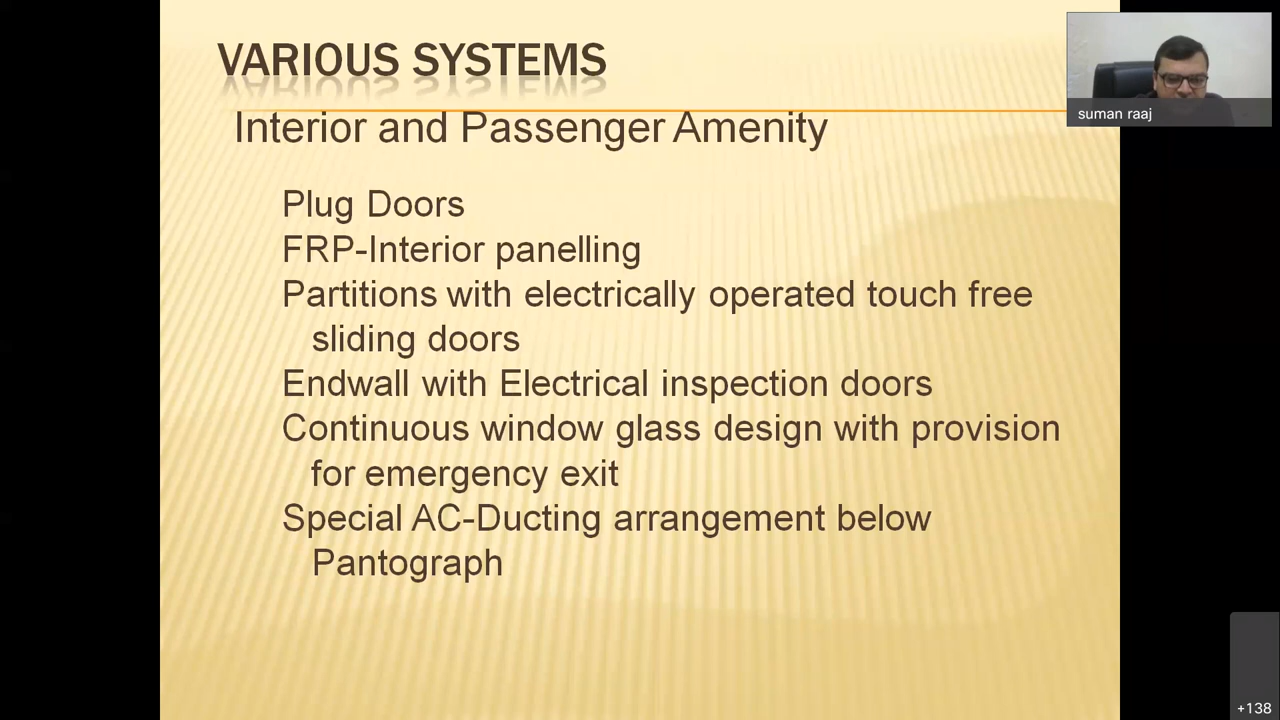 VARIOUS SYSTEMS
suman raaj
Interior and Passenger Amenity
Plug Doors
FRP-Interior panelling
Partitions with electrically operated touch free
sliding doors
Endwall with Electrical inspection doors
Continuous window glass design with provision
for emergency exit
Special AC-Ducting arrangement below
Pantograph
+138